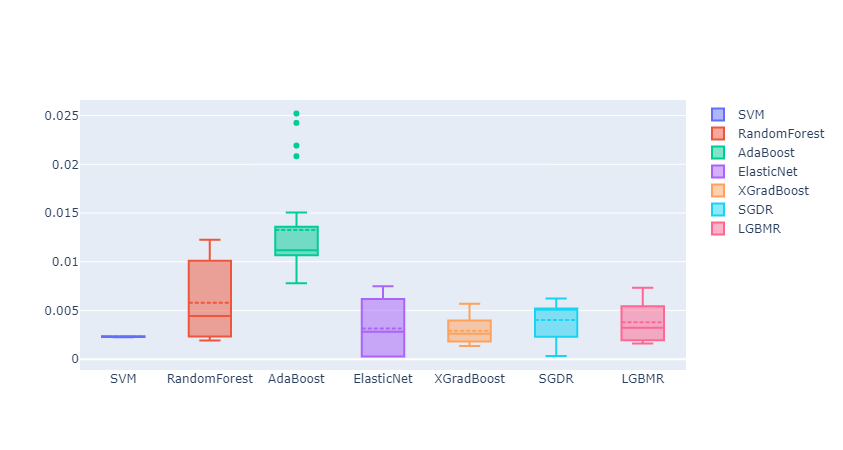 0.025
0.02
0.015
0.01
0.005
0
SVM
RandomForest
AdaBoost
ElasticNet
XGradBoost
SGDR
LGBMR
SVM
RandomForest
AdaBoost
ElasticNet
XGradBoost
SGDR
LGBMR